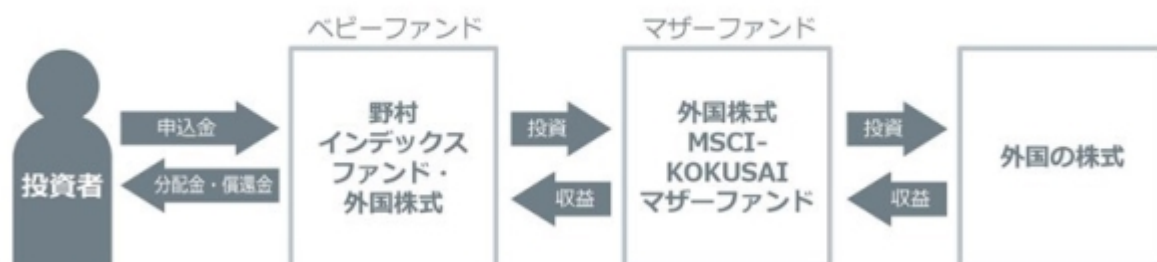 ベビーファンド
マザーファンド
投資者
申込金
分配金・償還金
野村
インデックス
ファンド・
外国株式
投資
収益
外国株式
MSCI-
KOKUSAI
マザーファンド
投資
収益
外国の株式